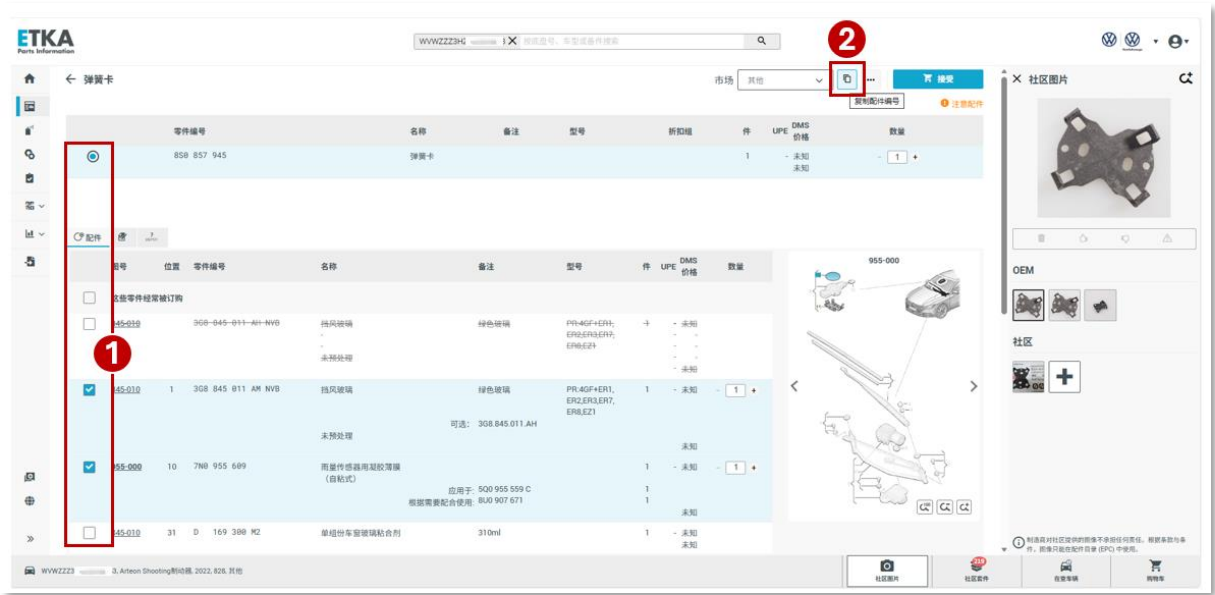 ETKA
Parts Information
WVWZZZ3H
2
← 弹簧卡
市场 其他
接受
复制配件编号
注意配件
社区图片
零件编号 名称 备注 型号 折扣组 件 UPE DMS 价格 数量
8S0 857 945 弹簧卡 1 - 未知 - 1 +
未知
配件
955-000
图号 位置 零件编号 名称 备注 型号 件 UPE DMS 价格 数量
OEM
这些零件经常被订购
845-010 3G8 845 011 AH NVB 挡风玻璃 绿色玻璃 PR:4GF+ER1, 1 - 未知
- ER2,ER3,ER7, - -
- ER8,EZ1 - -
未预处理 - -
- 未知
社区
1
845-010 1 3G8 845 011 AM NVB 挡风玻璃 绿色玻璃 PR:4GF+ER1, 1 - 未知 - 1 +
ER2,ER3,ER7,
ER8,EZ1
可选: 3G8.845.011.AH
未预处理
未知
955-000 10 7N0 955 609 雨量传感器用凝胶薄膜 1 - 未知 - 1 +
(自粘式)
应用于: 5Q0 955 559 C 1
根据需要配合使用: 8U0 907 671 1
未知
845-010 31 D 169 300 M2 单组份车窗玻璃粘合剂 310ml 1 - 未知
未知
制造商对社区提供的图像不承担任何责任。根据条款与条
件，图像只能在配件目录 (EPC) 中使用。
WVWZZZ3 3, Arteon Shooting制动器, 2022, 826, 其他
社区图片
219
社区套件
在登车辆
购物车